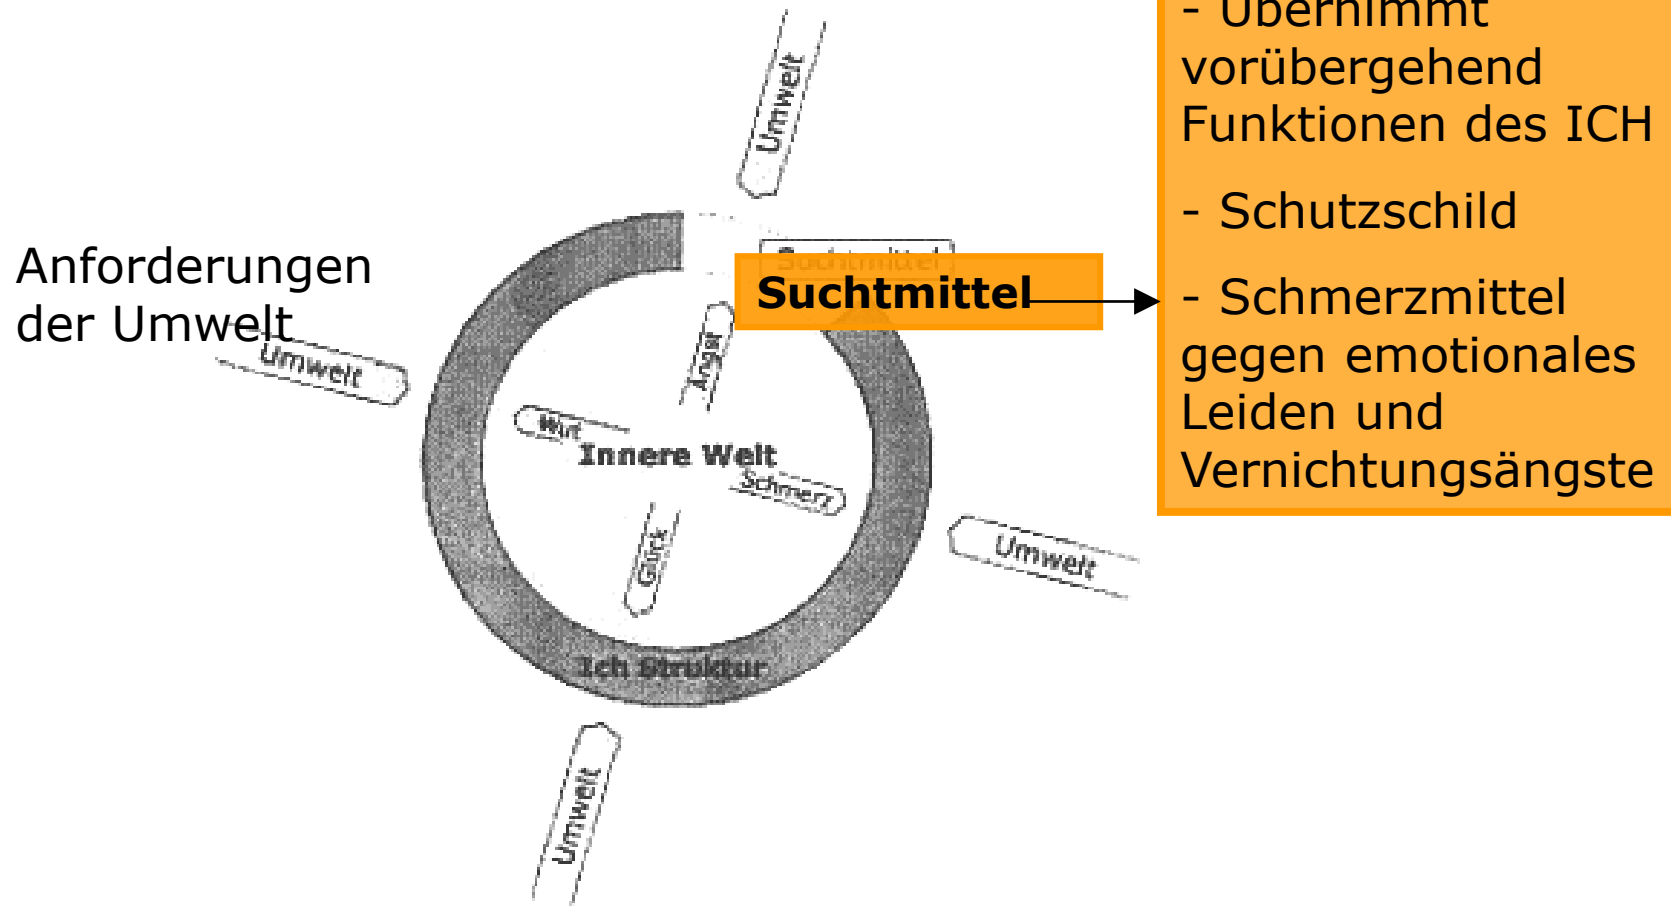 - Übernimmt
vorübergehend
Funktionen des ICH
- Schutzschild
- Schmerzmittel
gegen emotionales
Leiden und
Vernichtungsängste
Umwelt
Anforderungen
der Umwelt
Umwelt
Suchtmittel
Suchtmittel
Angst
Wut
Innere Welt
Schmerz
Glück
Umwelt
Ich Struktur
Umwelt